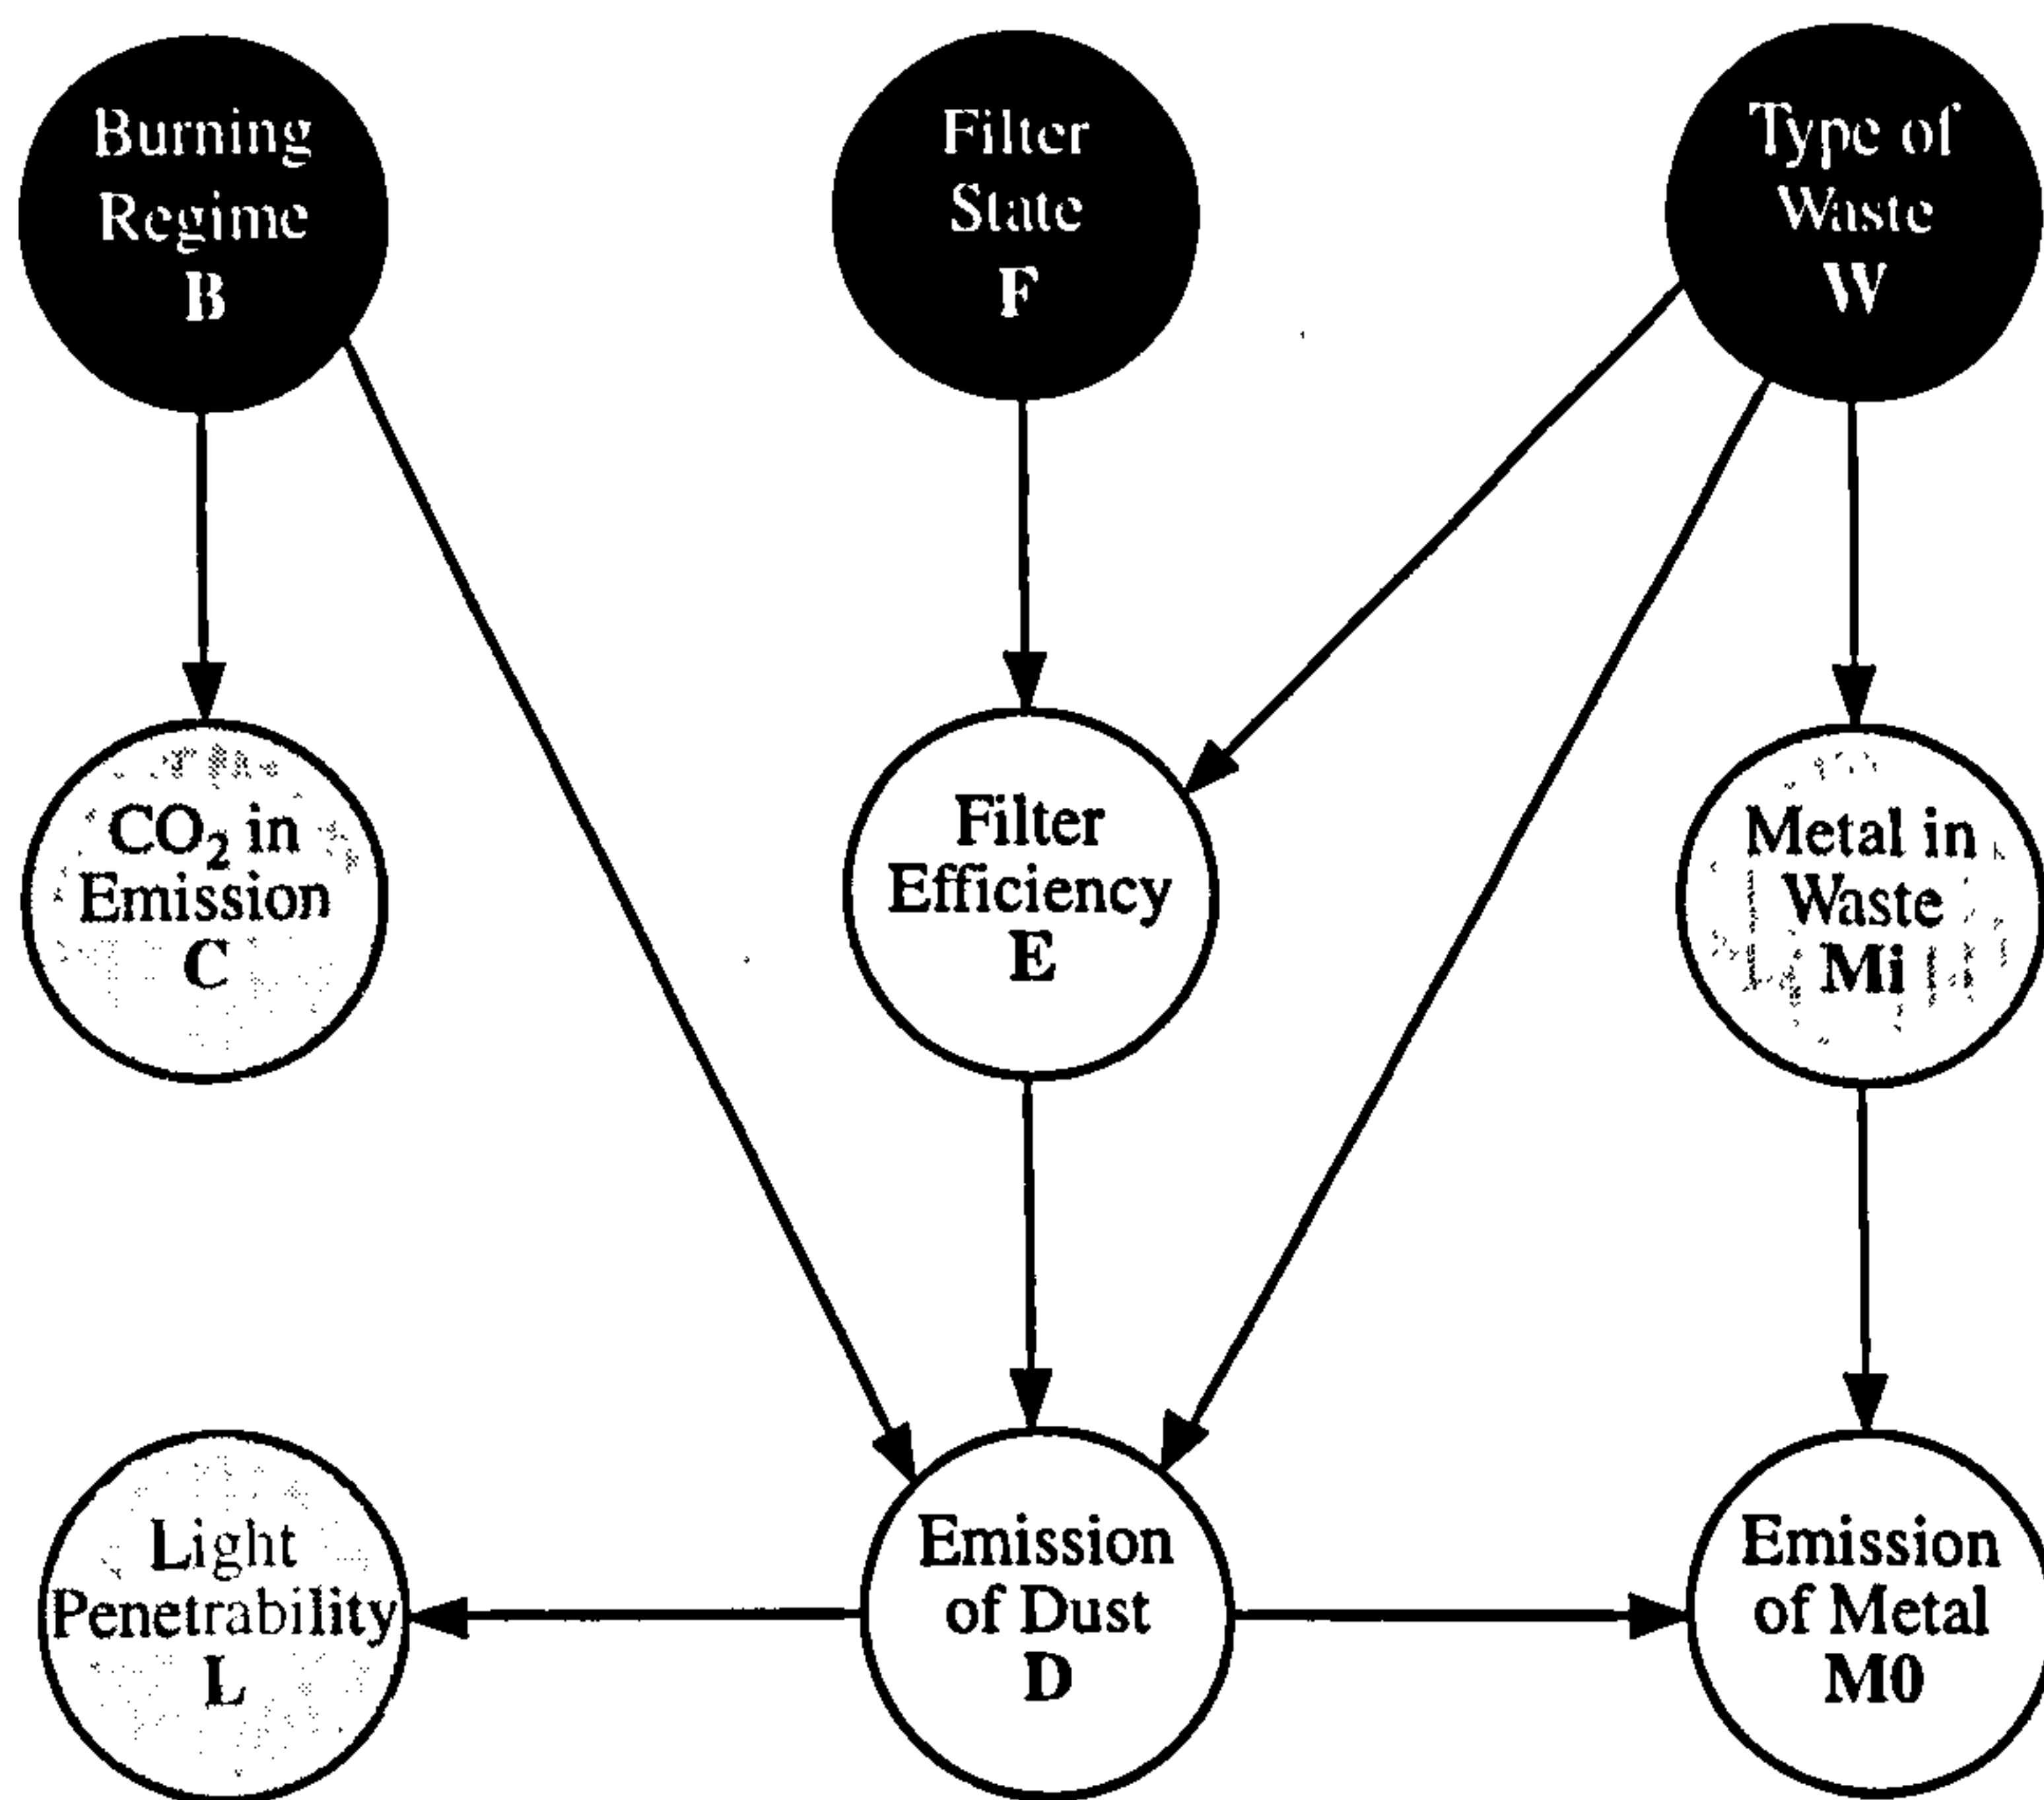 Burning
Regime
B
Filter
State
F
Type of
Waste
W
CO₂ in
Emission
C
Filter
Efficiency
E
Metal in
Waste
Mi
Light
Penetrability
L
Emission
of Dust
D
Emission
of Metal
M0